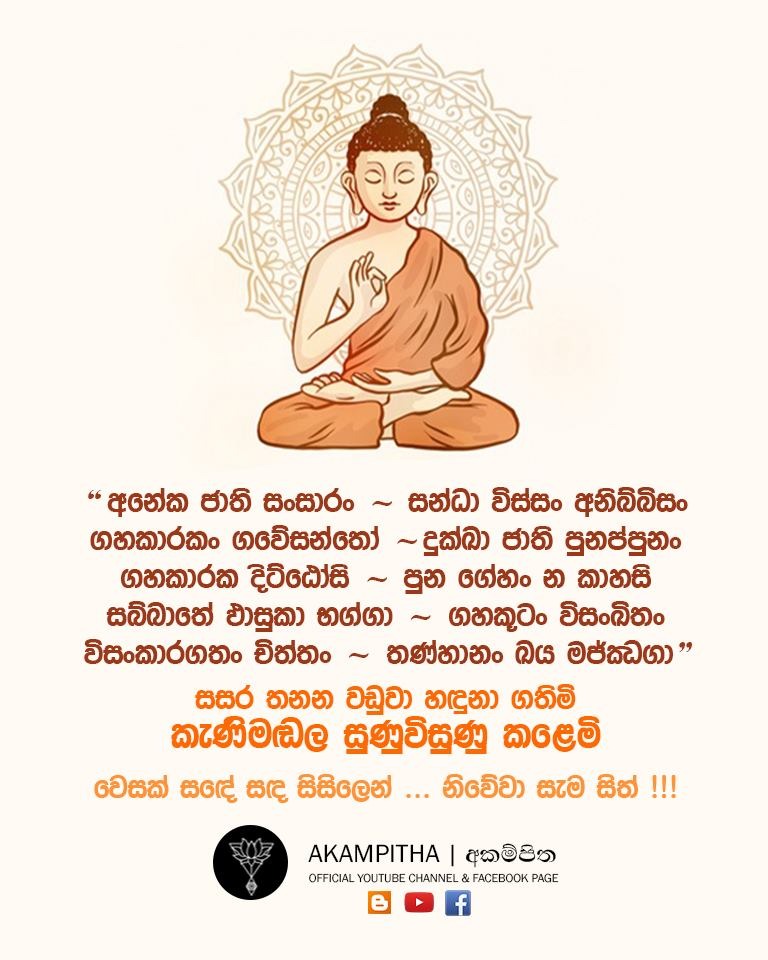 “ අනේක ජාති සංසාරං ~ සන්ධා විස්සං අනිබ්බිසං
ගහකාරකං ගවේසන්තෝ ~ දුක්ඛා ජාති පුනප්පුනං
ගහකාරක දිට්ඨෝසි ~ පුන ගේහං න කාහසි
සබ්බාතේ ඵාසුකා භග්ගා ~ ගහකූටං විසංඛිතං
විසංකාරගතං චිත්තං ~ තණ්හානං ඛය මජ්ඣගා ”
සසර තනන වඩුවා හඳුනා ගතිමි
කැණිමඬල සුණුවිසුණු කළෙමි
වෙසක් සඳේ සඳ සිසිලෙන් ... නිවේවා සැම සිත් !!!
AKAMPITHA | අකම්පිත
OFFICIAL YOUTUBE CHANNEL & FACEBOOK PAGE